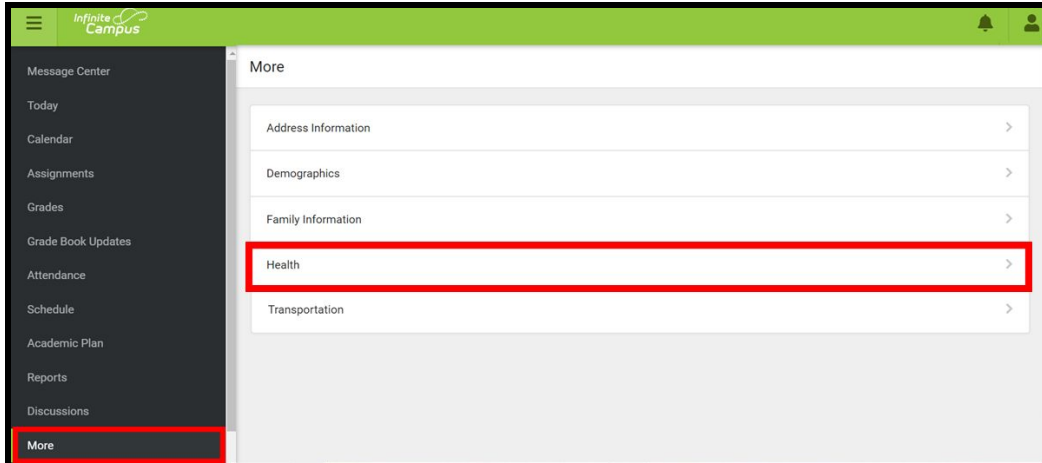 Infinite
Campus
Message Center
Today
Calendar
Assignments
Grades
Grade Book Updates
Attendance
Schedule
Academic Plan
Reports
Discussions
More
More
Address Information
Demographics
Family Information
Health
Transportation